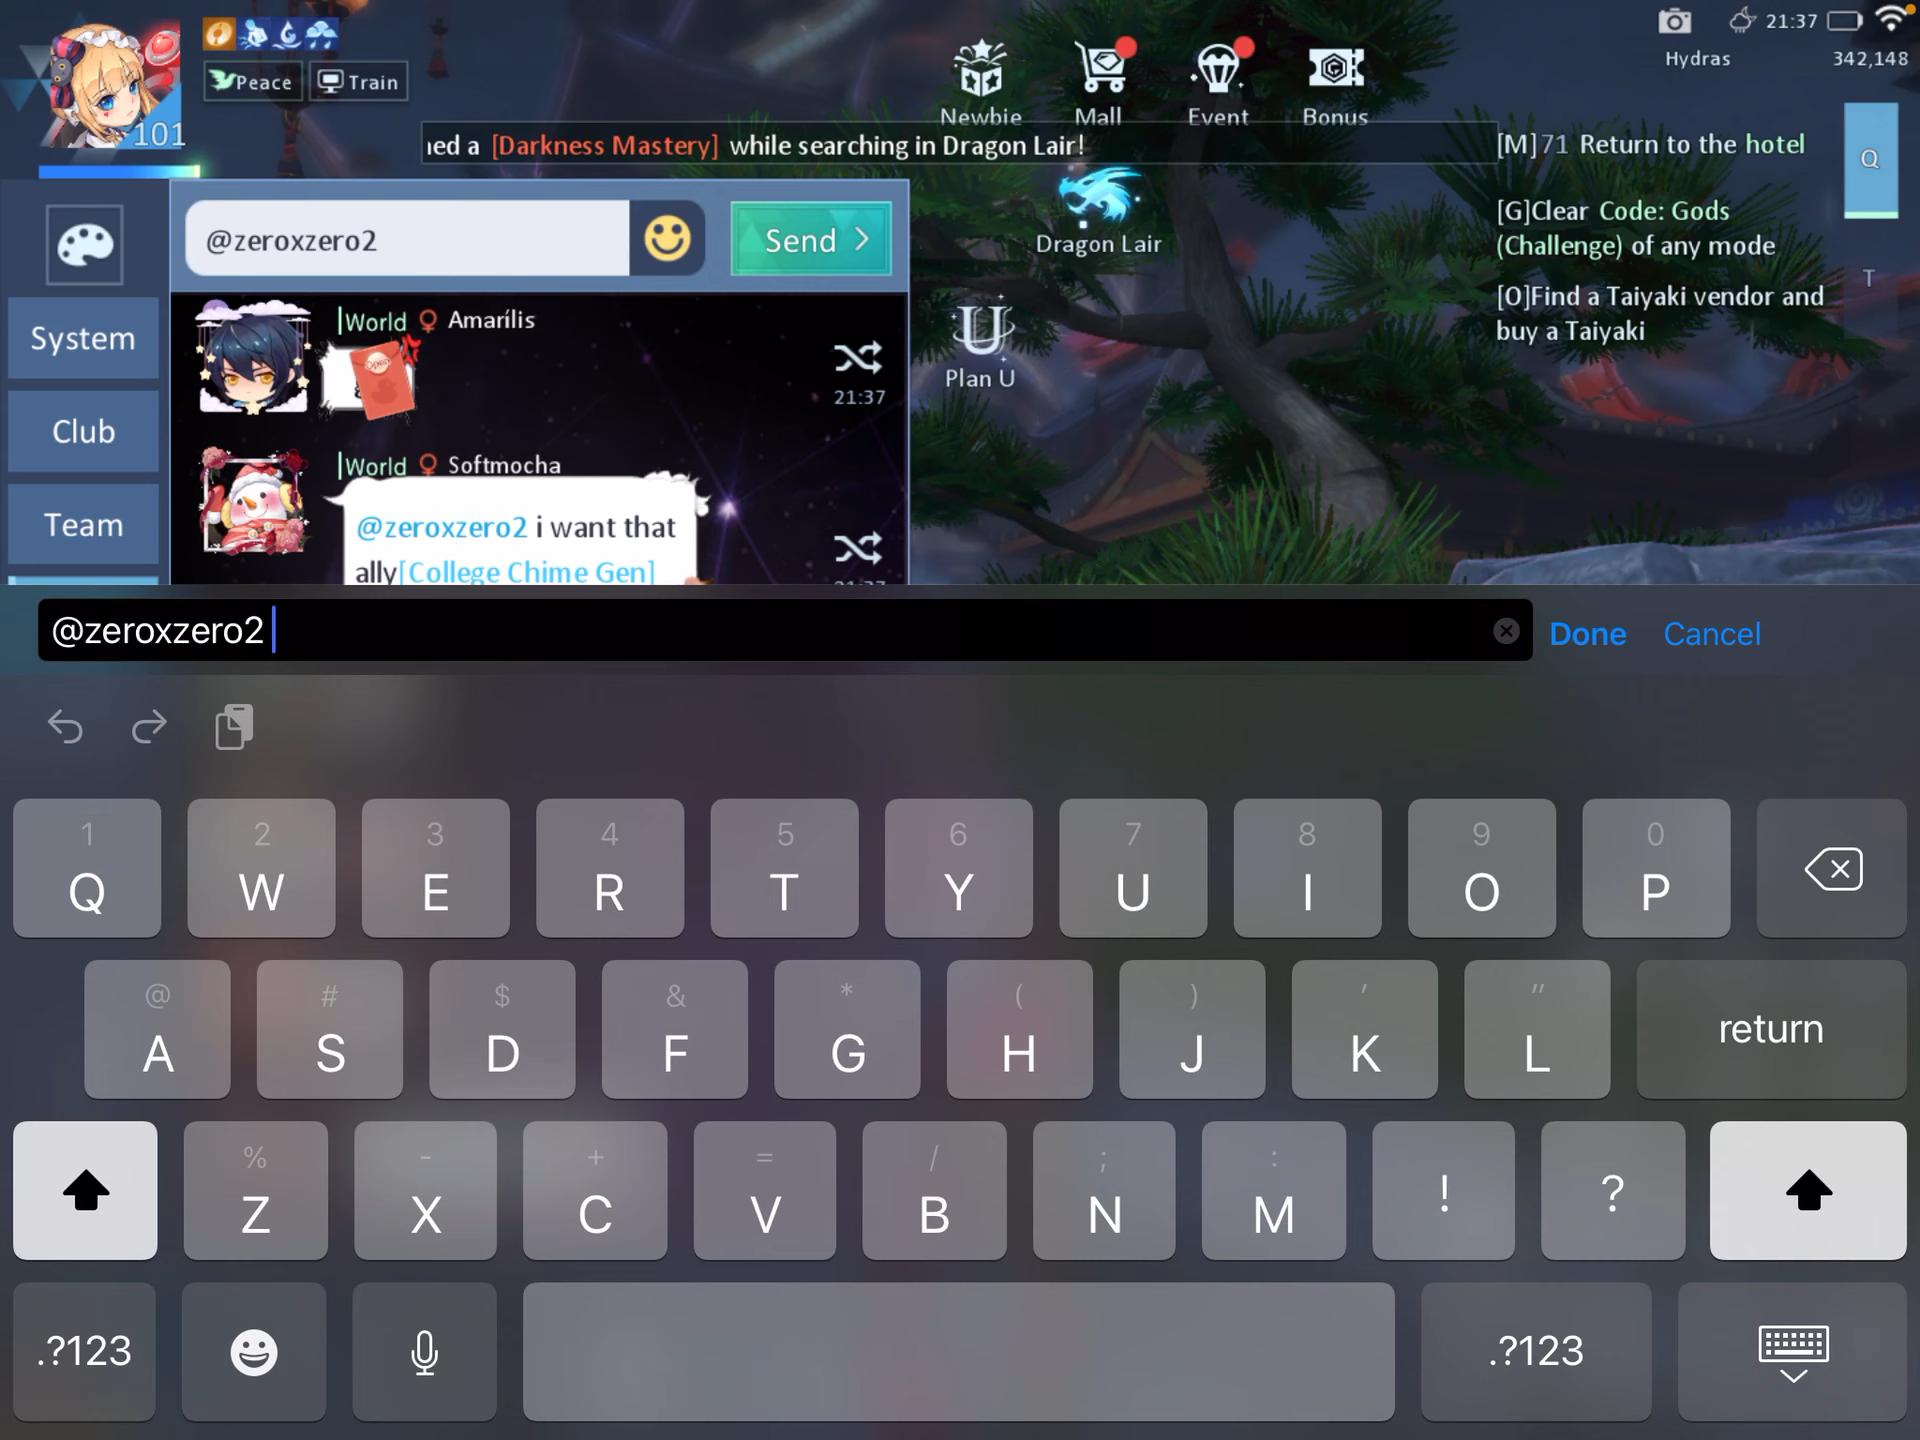 101
Peace
Train
Newbie
Mall
Event
Bonus
21:37
Hydras
342,148
[Darkness Mastery] while searching in Dragon Lair!
[M]71 Return to the hotel
[G]Clear Code: Gods
(Challenge) of any mode
[O]Find a Taiyaki vendor and
buy a Taiyaki
Q
T
Dragon Lair
Plan U
@zeroxzero2
Send
System
Club
Team
World Amarílis
Open
21:37
World Softmocha
@zeroxzero2 i want that
ally[College Chime Gen]
@zeroxzero2
Done
Cancel
1 2 3 4 5 6 7 8 9 0
Q W E R T Y U I O P
@ # $ & * ( ) ' "
A S D F G H J K L return
% - + = / ; :
Z X C V B N M ! ?
.?123
.?123